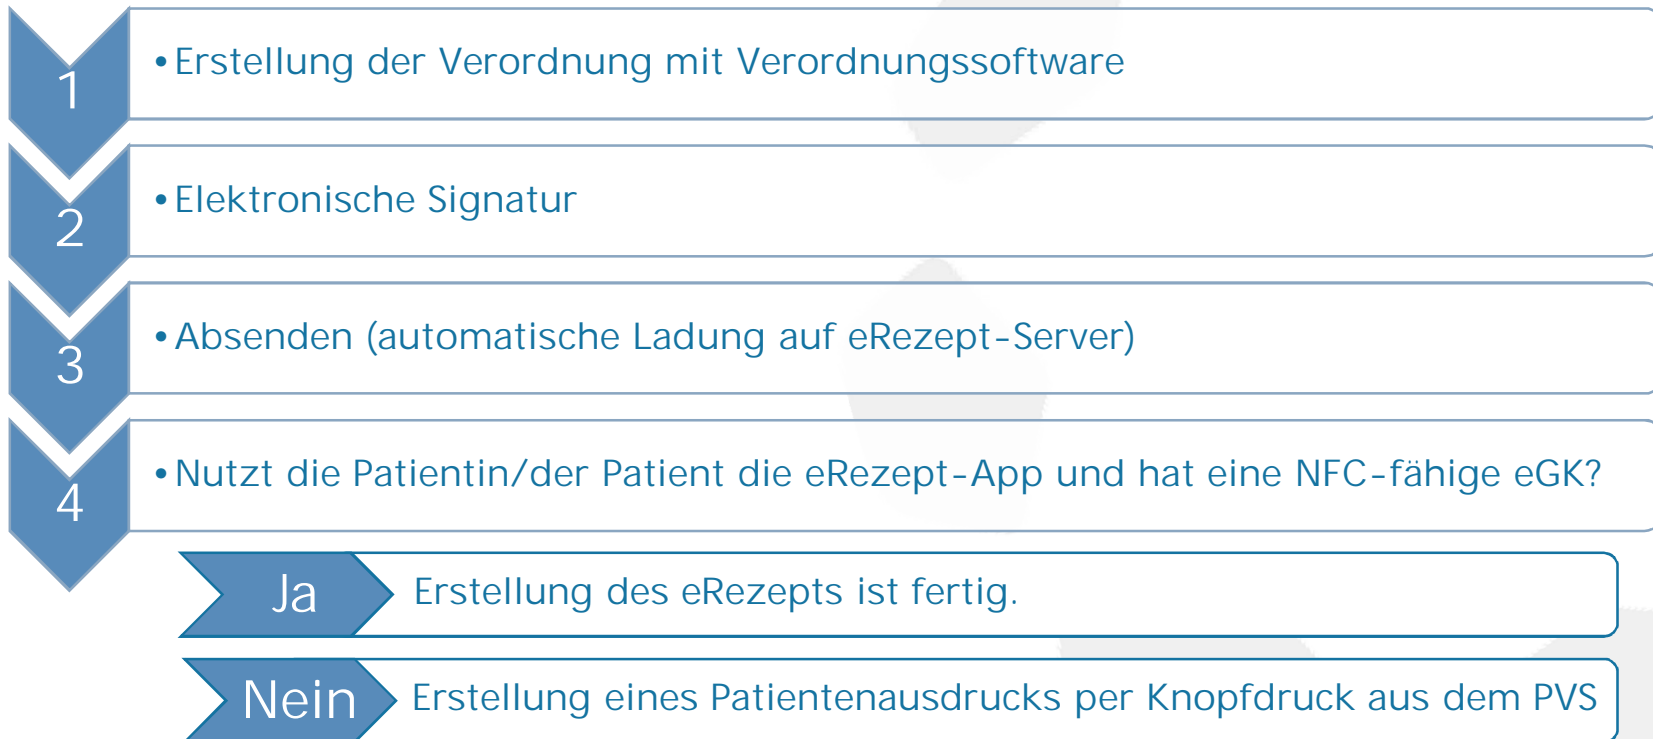 1
•Erstellung der Verordnung mit Verordnungssoftware
2
•Elektronische Signatur
3
•Absenden (automatische Ladung auf eRezept-Server)
4
•Nutzt die Patientin/der Patient die eRezept-App und hat eine NFC-fähige eGK?
Ja
Erstellung des eRezepts ist fertig.
Nein
Erstellung eines Patientenausdrucks per Knopfdruck aus dem PVS